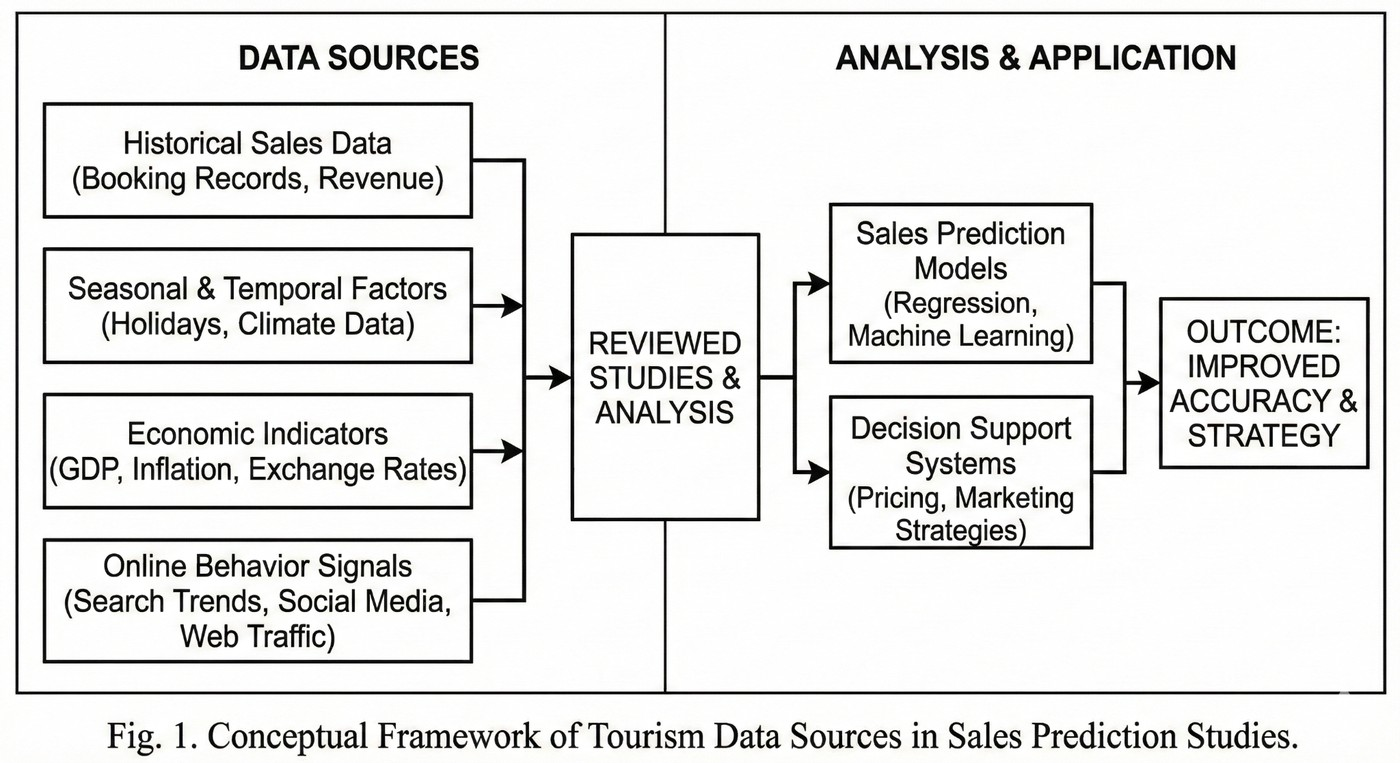 DATA SOURCES
Historical Sales Data
(Booking Records, Revenue)
Seasonal & Temporal Factors
(Holidays, Climate Data)
Economic Indicators
(GDP, Inflation, Exchange Rates)
Online Behavior Signals
(Search Trends, Social Media,
Web Traffic)
REVIEWED
STUDIES &
ANALYSIS
ANALYSIS & APPLICATION
Sales Prediction
Models
(Regression,
Machine Learning)
Decision Support
Systems
(Pricing, Marketing
Strategies)
OUTCOME:
IMPROVED
ACCURACY &
STRATEGY
Fig. 1. Conceptual Framework of Tourism Data Sources in Sales Prediction Studies.